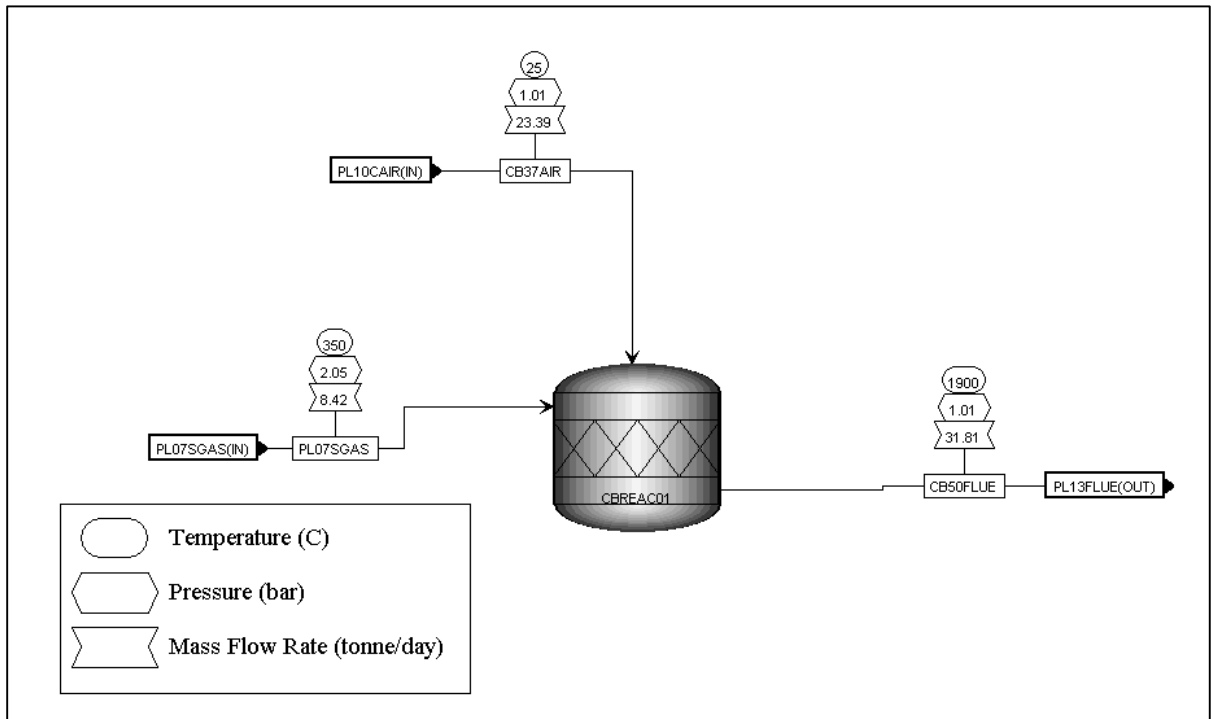 25
1.01
23.39
PL10CAIR(IN)
CB37AIR
350
2.05
8.42
PL07SGAS(IN)
PL07SGAS
CBREAC01
1900
1.01
31.81
CB50FLUE
PL13FLUE(OUT)
Temperature (C)
Pressure (bar)
Mass Flow Rate (tonne/day)